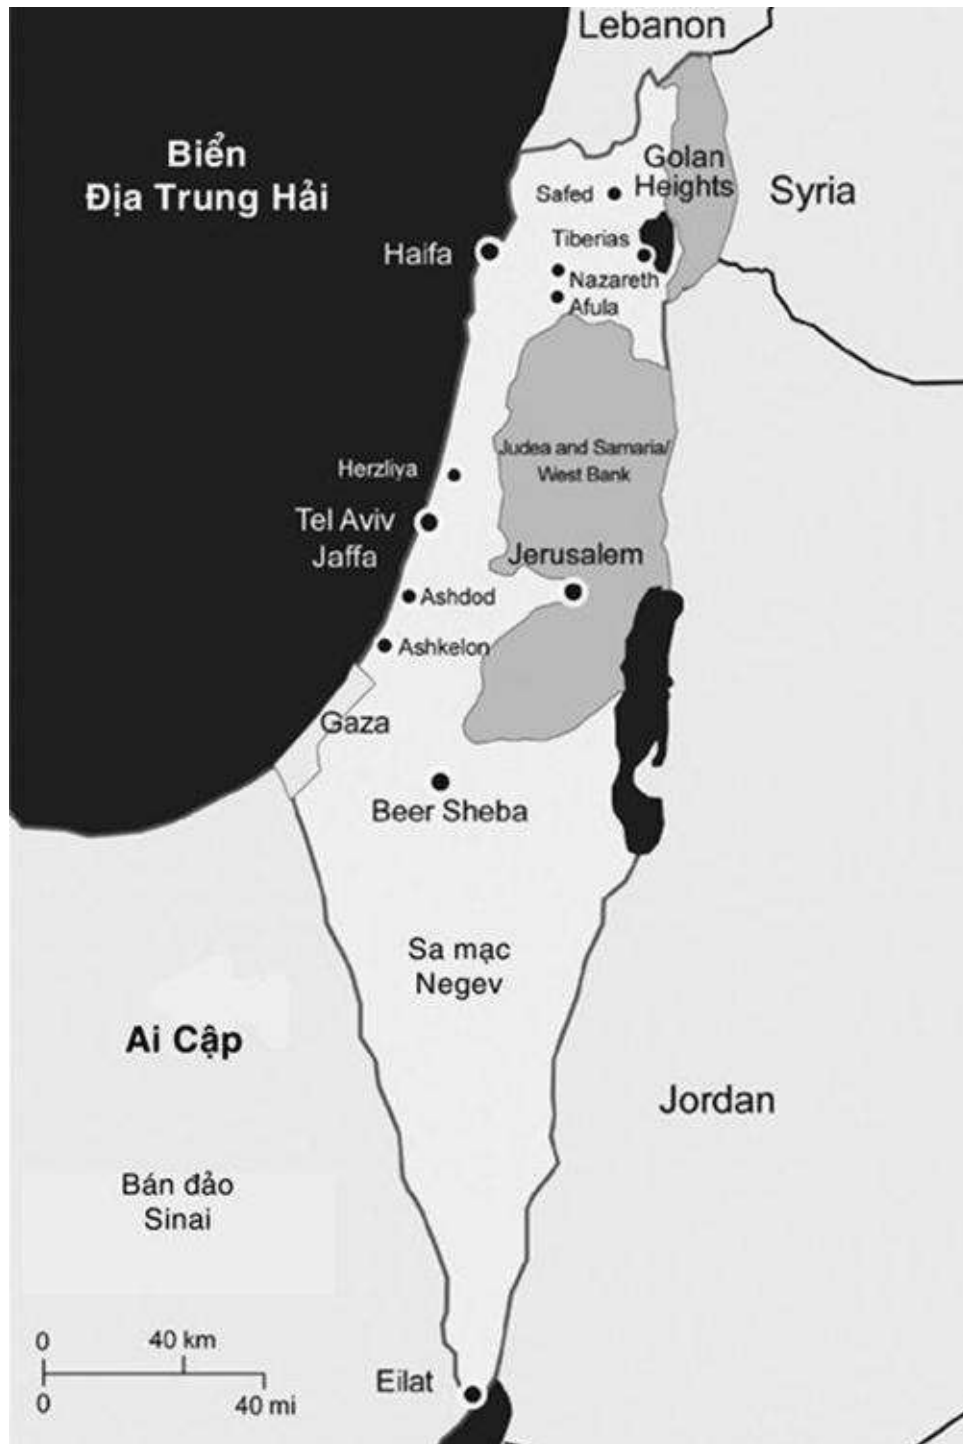 Lebanon
Biển
Địa Trung Hải
Golan
Heights
Syria
Safed
Tiberias
Haifa
Nazareth
Afula
Judea and Samaria/
West Bank
Herzliya
Tel Aviv
Jaffa
Jerusalem
Ashdod
Ashkelon
Gaza
Beer Sheba
Sa mạc
Negev
Ai Cập
Jordan
Bán đảo
Sinai
0 40 km
0 40 mi
Eilat